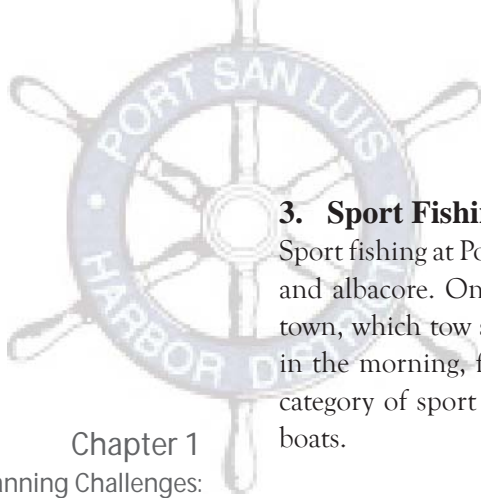 PORT SAN LUIS
HARBOR DISTRICT
3. Sport Fishi
Sport fishing at Po
and albacore. On
town, which tow
in the morning, f
category of sport
boats.
Chapter 1
anning Challenges: